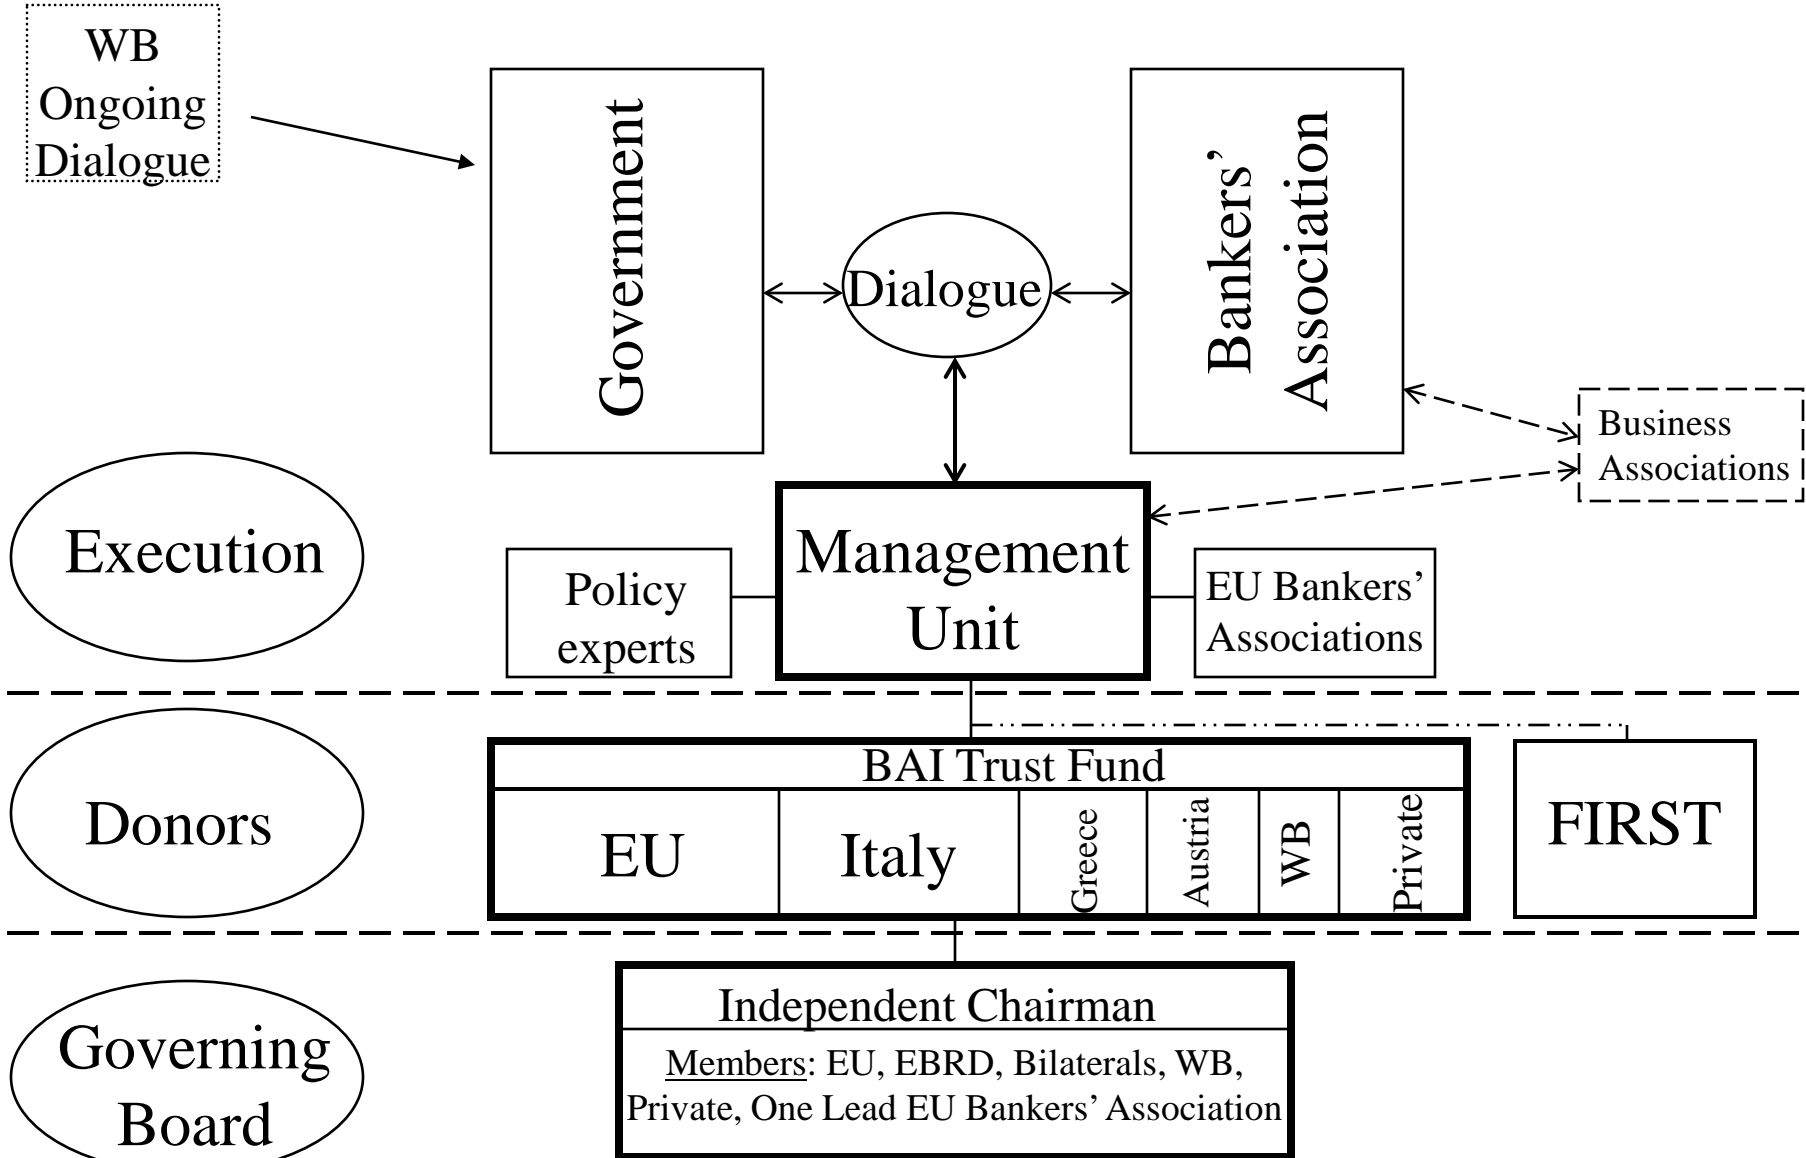 WB
Ongoing
Dialogue
Government
Dialogue
Bankers’
Association
Business
Associations
Execution
Policy
experts
Management
Unit
EU Bankers’
Associations
Donors
BAI Trust Fund
EU
Italy
Greece
Austria
WB
Private
FIRST
Governing
Board
Independent Chairman
Members: EU, EBRD, Bilaterals, WB,
Private, One Lead EU Bankers’ Association